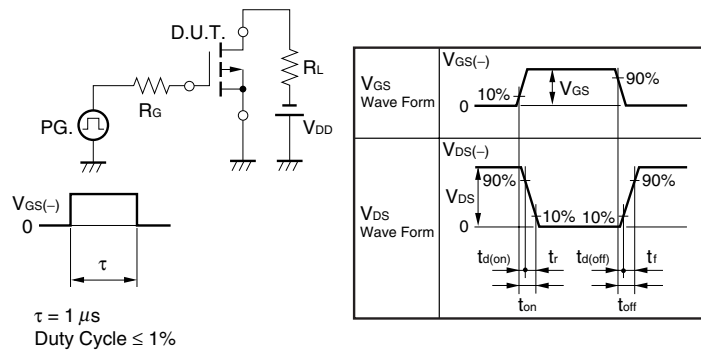 D.U.T.
RL
RG
PG.
VDD
VGS(−)
0
τ
τ = 1 μs
Duty Cycle ≤ 1%
VGS
Wave Form
VGS(−)
10%
VGS
90%
0
VDS
Wave Form
VDS(−)
90%
VDS
10%
10%
90%
0
td(on)
tr
td(off)
tf
ton
toff